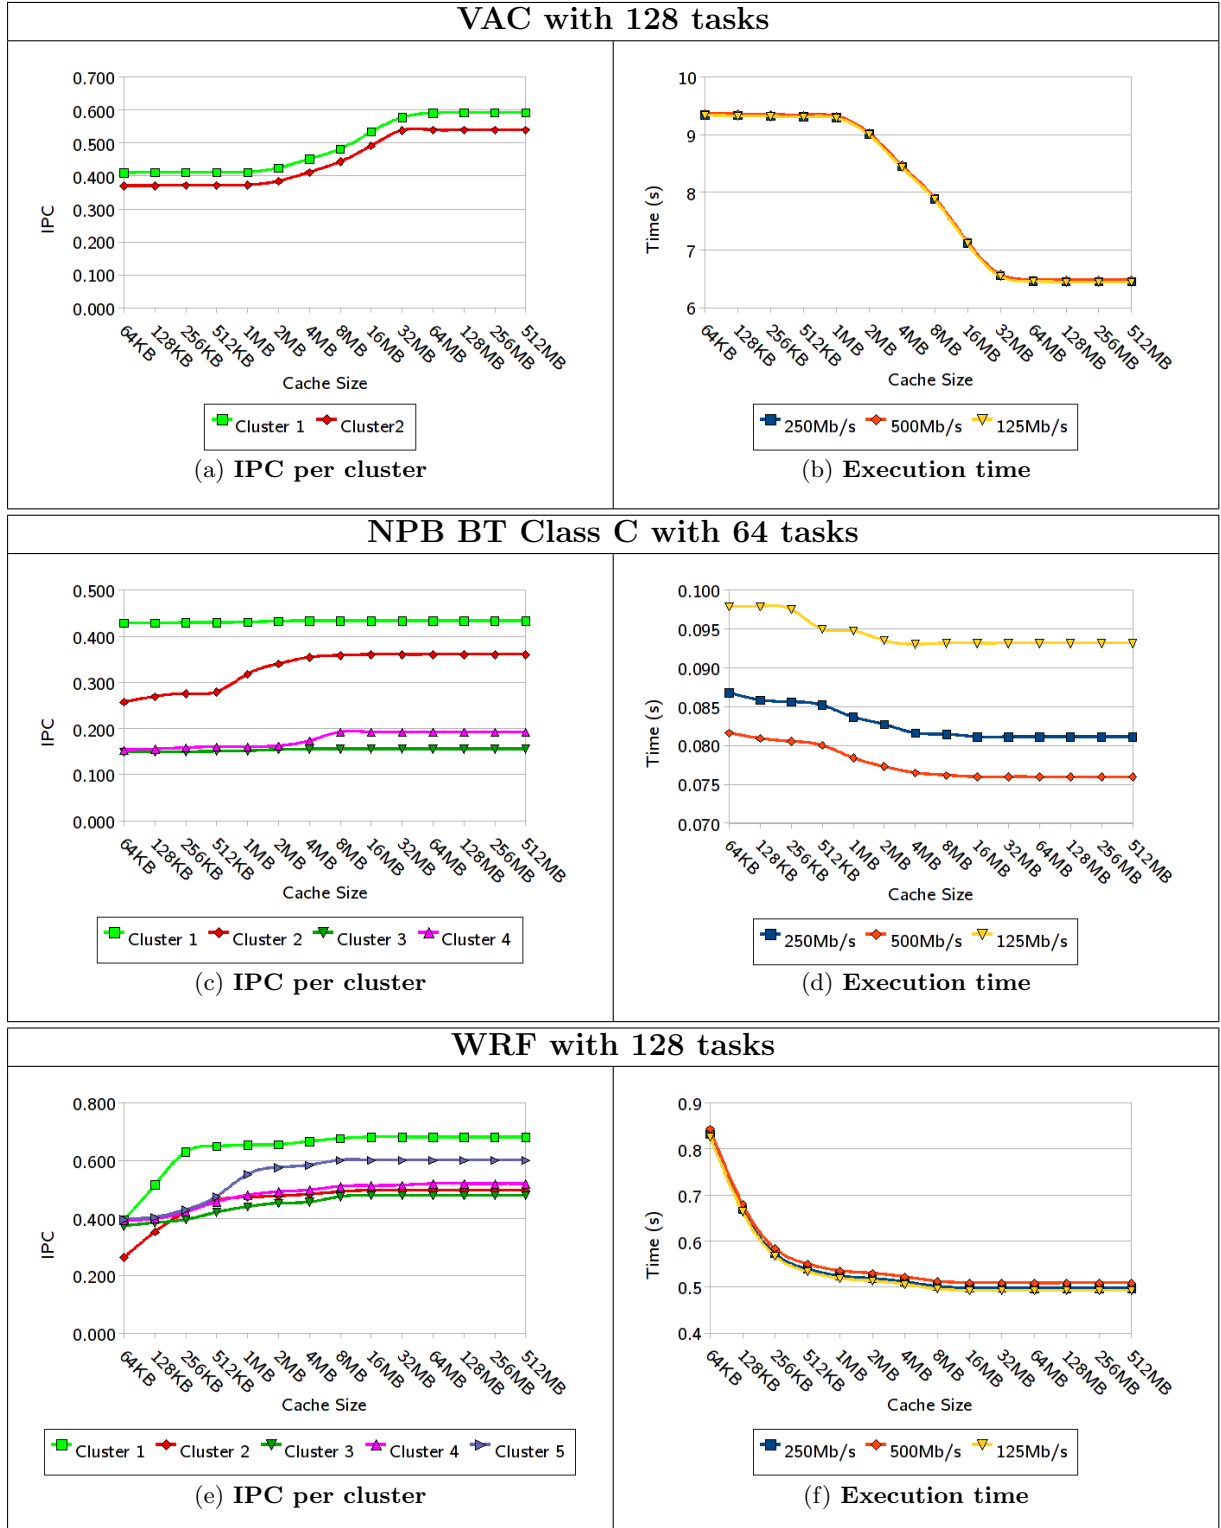 VAC with 128 tasks
0.700
0.600
0.500
0.400
0.300
0.200
0.100
0.000
IPC
64KB 128KB 256KB 512KB 1MB 2MB 4MB 8MB 16MB 32MB 64MB 128MB 256MB 512MB
Cache Size
Cluster 1 Cluster2
(a) IPC per cluster
10
9
8
7
6
Time (s)
64KB 128KB 256KB 512KB 1MB 2MB 4MB 8MB 16MB 32MB 64MB 128MB 256MB 512MB
Cache Size
250Mb/s 500Mb/s 125Mb/s
(b) Execution time
NPB BT Class C with 64 tasks
0.500
0.400
0.300
0.200
0.100
0.000
IPC
64KB 128KB 256KB 512KB 1MB 2MB 4MB 8MB 16MB 32MB 64MB 128MB 256MB 512MB
Cache Size
Cluster 1 Cluster 2 Cluster 3 Cluster 4
(c) IPC per cluster
0.100
0.095
0.090
0.085
0.080
0.075
0.070
Time (s)
64KB 128KB 256KB 512KB 1MB 2MB 4MB 8MB 16MB 32MB 64MB 128MB 256MB 512MB
Cache Size
250Mb/s 500Mb/s 125Mb/s
(d) Execution time
WRF with 128 tasks
0.800
0.600
0.400
0.200
0.000
IPC
64KB 128KB 256KB 512KB 1MB 2MB 4MB 8MB 16MB 32MB 64MB 128MB 256MB 512MB
Cache Size
Cluster 1 Cluster 2 Cluster 3 Cluster 4 Cluster 5
(e) IPC per cluster
0.9
0.8
0.7
0.6
0.5
0.4
Time (s)
64KB 128KB 256KB 512KB 1MB 2MB 4MB 8MB 16MB 32MB 64MB 128MB 256MB 512MB
Cache Size
250Mb/s 500Mb/s 125Mb/s
(f) Execution time